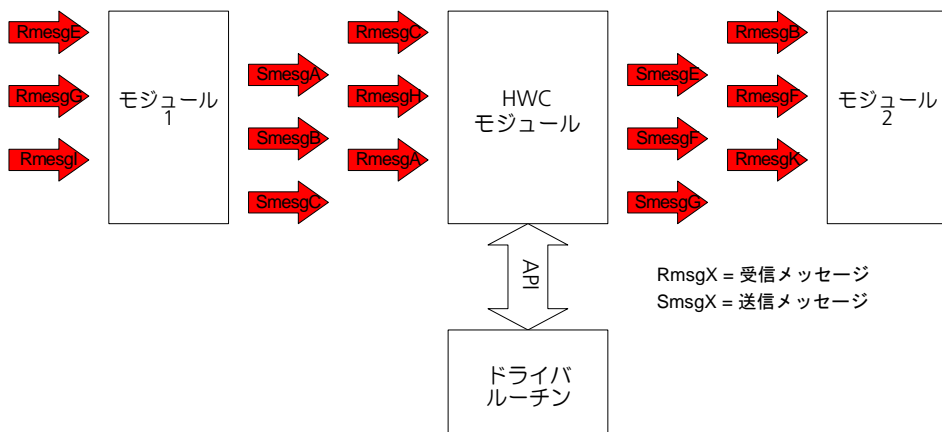 RmesgE
RmesgG
RmesgI
モジュール
1
SmesgA
SmesgB
SmesgC
RmesgC
RmesgH
RmesgA
HWC
モジュール
SmesgE
SmesgF
SmesgG
RmesgB
RmesgF
RmesgK
モジュール
2
API
RmsgX = 受信メッセージ
SmsgX = 送信メッセージ
ドライバ
ルーチン